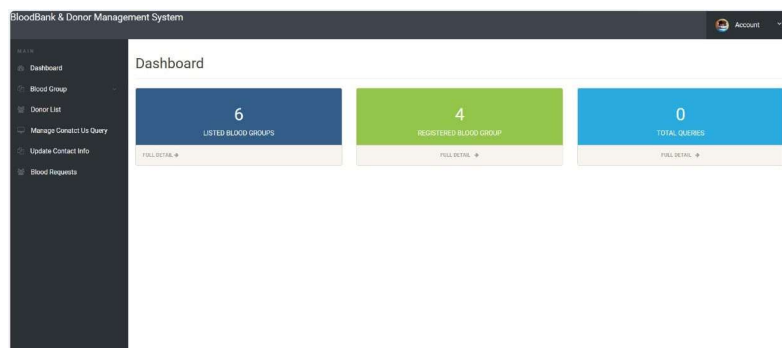 BloodBank & Donor Management System
Account
MAIN
Dashboard
Blood Group
Donor List
Manage Conatct Us Query
Update Contact Info
Blood Requests
Dashboard
6
LISTED BLOOD GROUPS
FULL DETAIL
4
REGISTERED BLOOD GROUP
FULL DETAIL
0
TOTAL QUERIES
FULL DETAIL